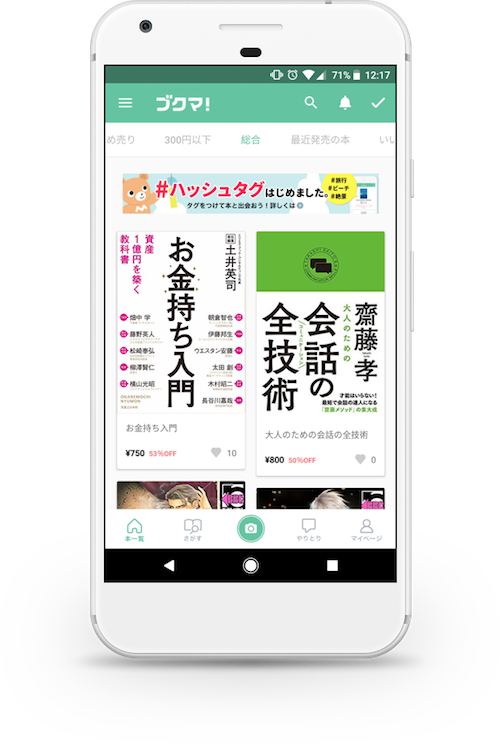 71% 12:17
ブクマ!
め売り 300円以下 総合 最近発売の本 いい
#ハッシュタグはじめました。
タグをつけて本と出会おう！詳しくは
#旅行
#ビーチ
#絶景
土井英司
お金持ち入門
資産
1億円を築く
教科書
畑中 学
藤野英人
松崎泰弘
柳澤賢仁
横山光昭
朝倉智也
伊藤邦生
ウエスタン安藤
太田 創
木村昭二
長谷川嘉哉
OKANEMOCHI
NYUMON
齋藤孝
大人のための
会話の
全技術
才能はいらない！
最短で会話の達人になる
「齋藤メソッド」の集大成
お金持ち入門
¥750 53%OFF 10
大人のための会話の全技術
¥800 50%OFF 0
本一覧 さがす やりとり マイページ